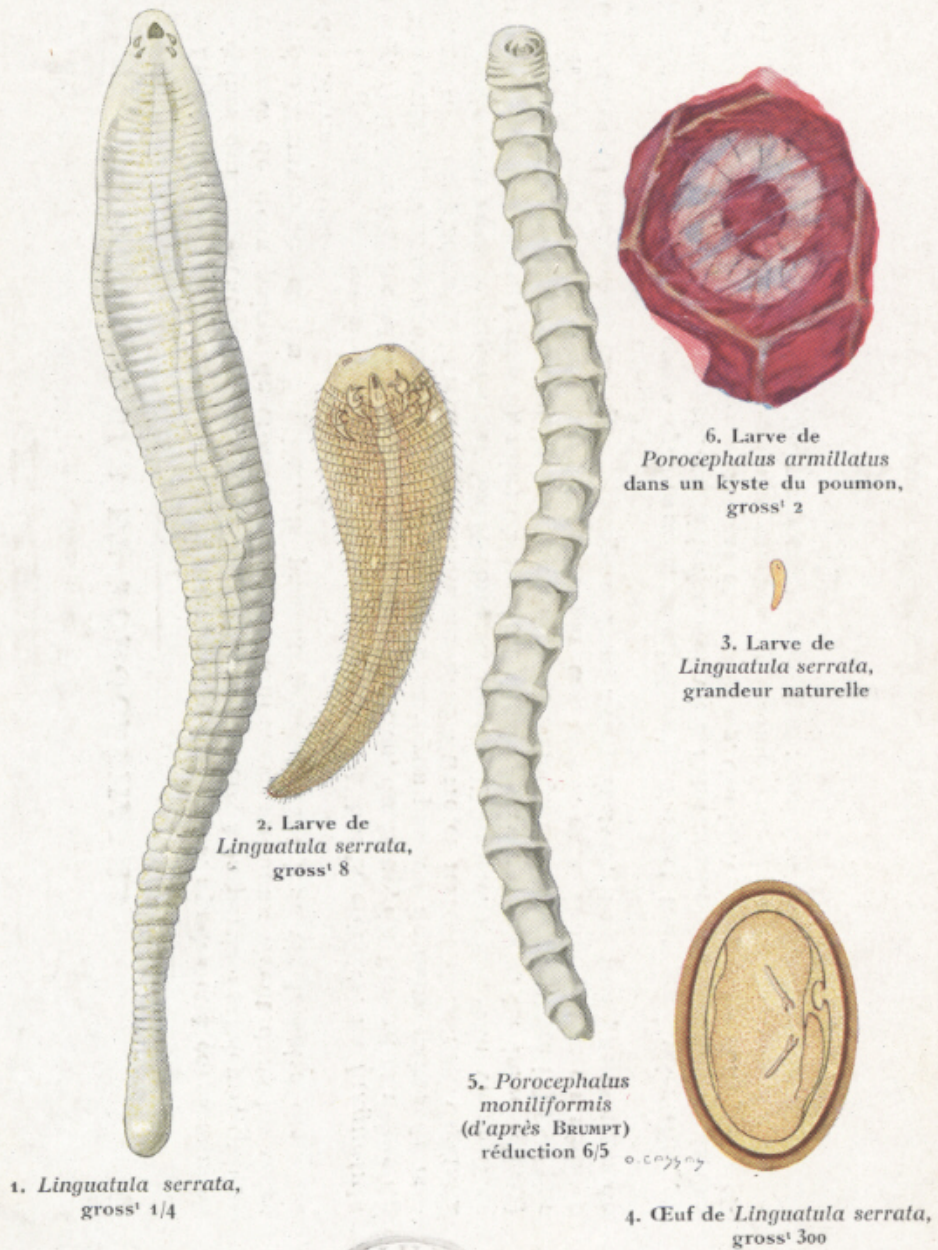 1. Linguatula serrata,
gross¹ 1/4
2. Larve de
Linguatula serrata,
gross¹ 8
5. Porocephalus
moniliformis
(d'après BRUMPT)
réduction 6/5
6. Larve de
Porocephalus armillatus
dans un kyste du poumon,
gross¹ 2
3. Larve de
Linguatula serrata,
grandeur naturelle
4. Œuf de Linguatula serrata,
gross¹ 300